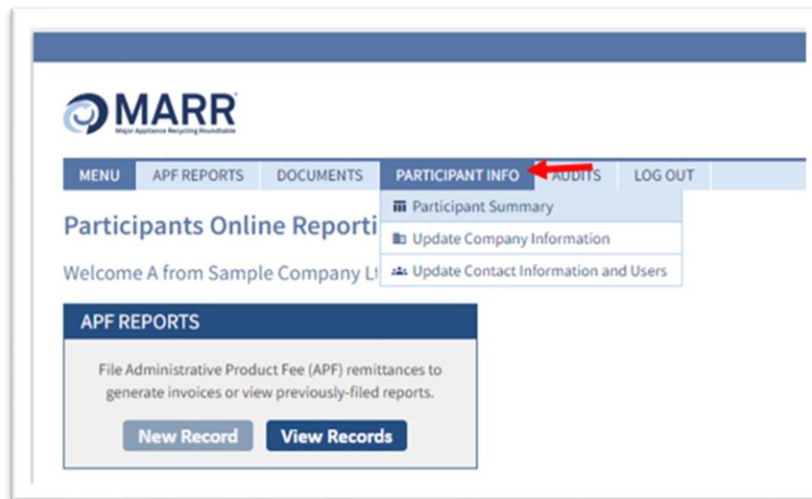 MARR
Major Appliance Recycling Roundtable
MENU APF REPORTS DOCUMENTS PARTICIPANT INFO AUDITS LOG OUT
Participant Summary
Update Company Information
Update Contact Information and Users
Participants Online Reporti
Welcome A from Sample Company Lt
APF REPORTS
File Administrative Product Fee (APF) remittances to
generate invoices or view previously-filed reports.
New Record View Records